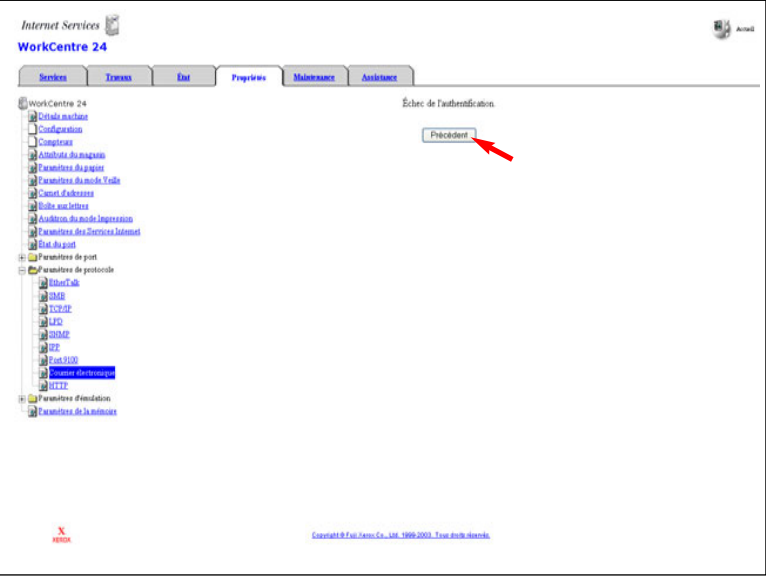 Internet Services
WorkCentre 24
Accueil
Services
Travaux
État
Propriétés
Maintenance
Assistance
WorkCentre 24
Détails machine
Configuration
Compteurs
Attributs du magasin
Paramètres du papier
Paramètres du mode Veille
Carnet d'adresses
Boîte aux lettres
Auditron du mode Impression
Paramètres des Services Internet
État du port
Paramètres de port
Paramètres de protocole
EtherTalk
SMB
TCP/IP
LPD
SNMP
IPP
Port 9100
Courrier électronique
HTTP
Paramètres d'émulation
Paramètres de la mémoire
Échec de l'authentification.
Précédent
X
XEROX
Copyright © Fuji Xerox Co., Ltd. 1999-2003. Tous droits réservés.